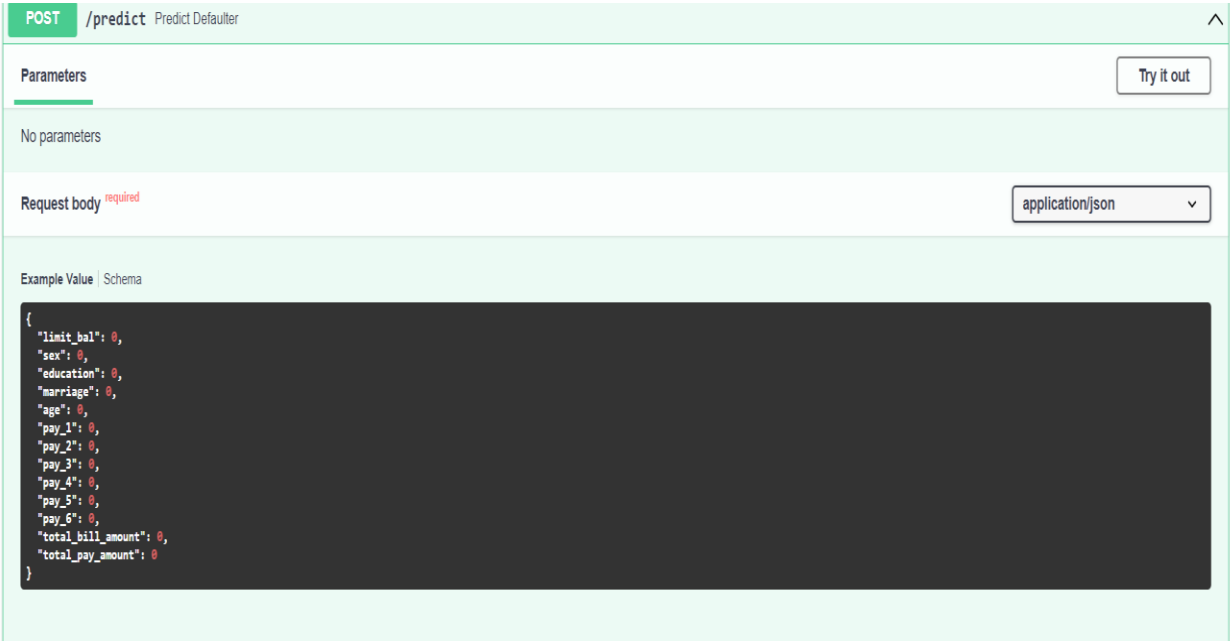 POST /predict Predict Defaulter
Parameters
Try it out
No parameters
Request body required
application/json
Example Value Schema
{
"limit_bal": 0,
"sex": 0,
"education": 0,
"marriage": 0,
"age": 0,
"pay_1": 0,
"pay_2": 0,
"pay_3": 0,
"pay_4": 0,
"pay_5": 0,
"pay_6": 0,
"total_bill_amount": 0,
"total_pay_amount": 0
}